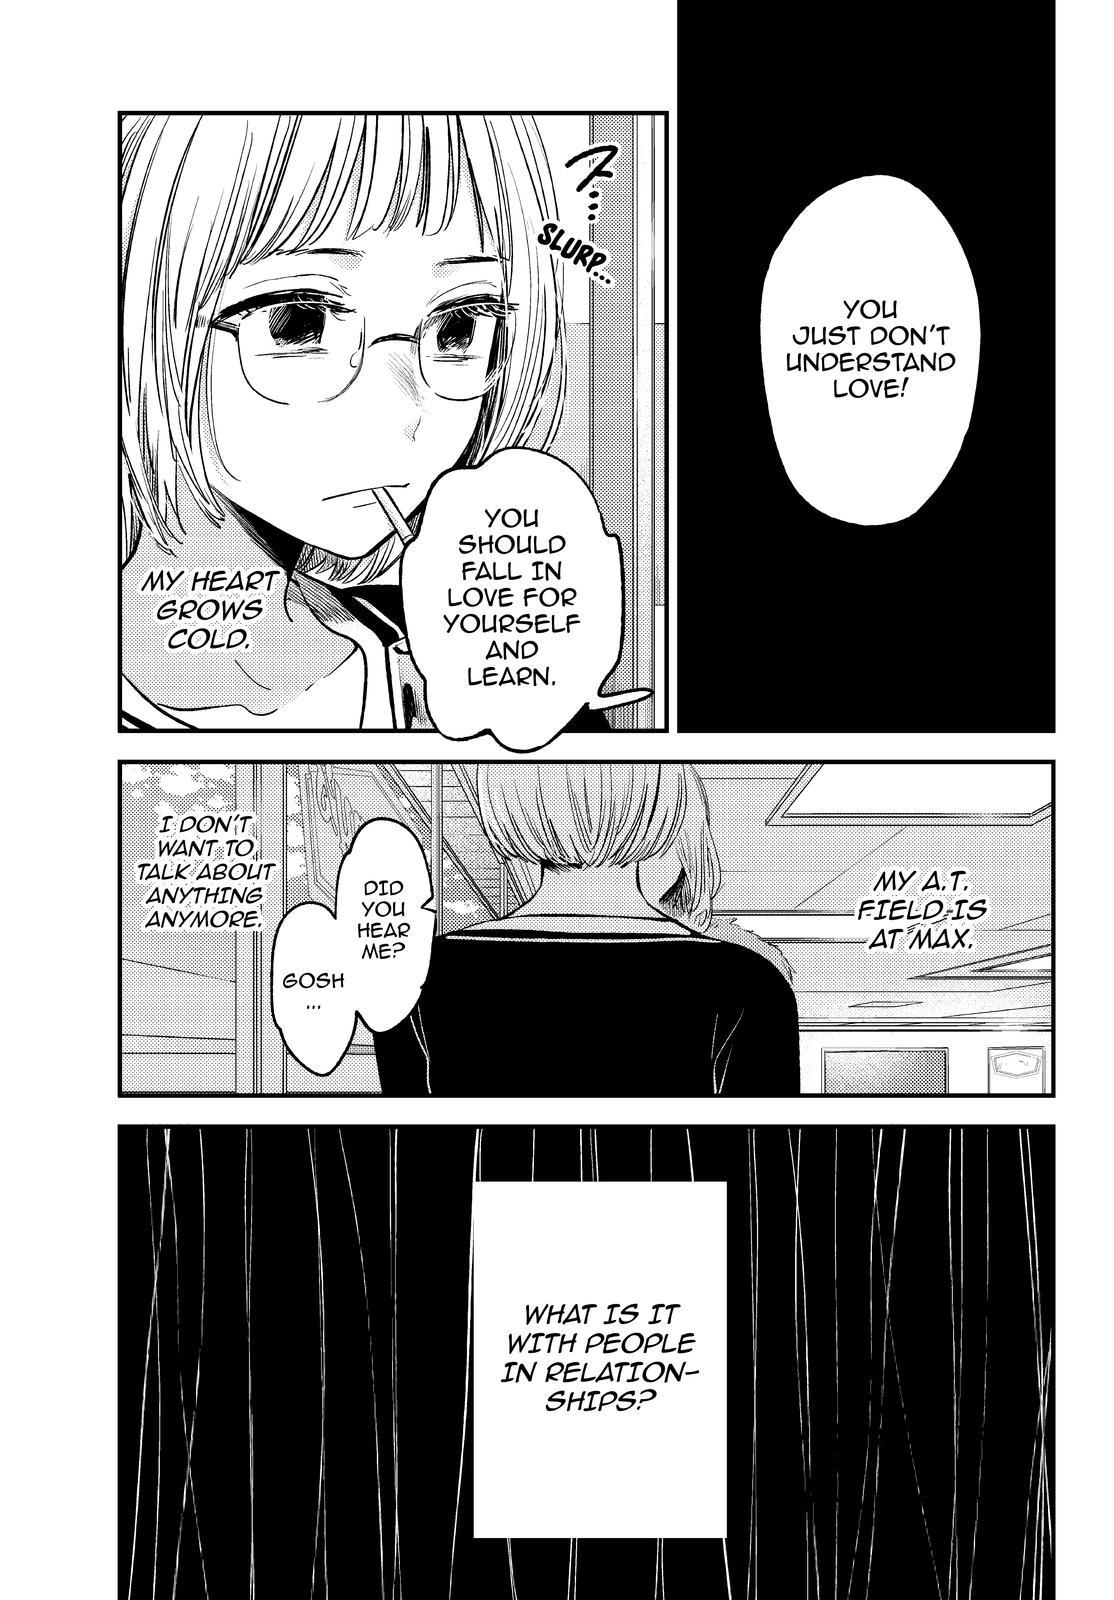 YOU
JUST DON'T
UNDERSTAND
LOVE!
フ...
SLURP...
YOU
SHOULD
FALL IN
LOVE FOR
YOURSELF
AND
LEARN.
MY HEART
GROWS
COLD.
MY A.T.
FIELD IS
AT MAX.
DID
YOU
HEAR
ME?
GOSH
...
I DON'T
WANT TO
TALK ABOUT
ANYTHING
ANYMORE.
WHAT IS IT
WITH PEOPLE
IN RELATION-
SHIPS?